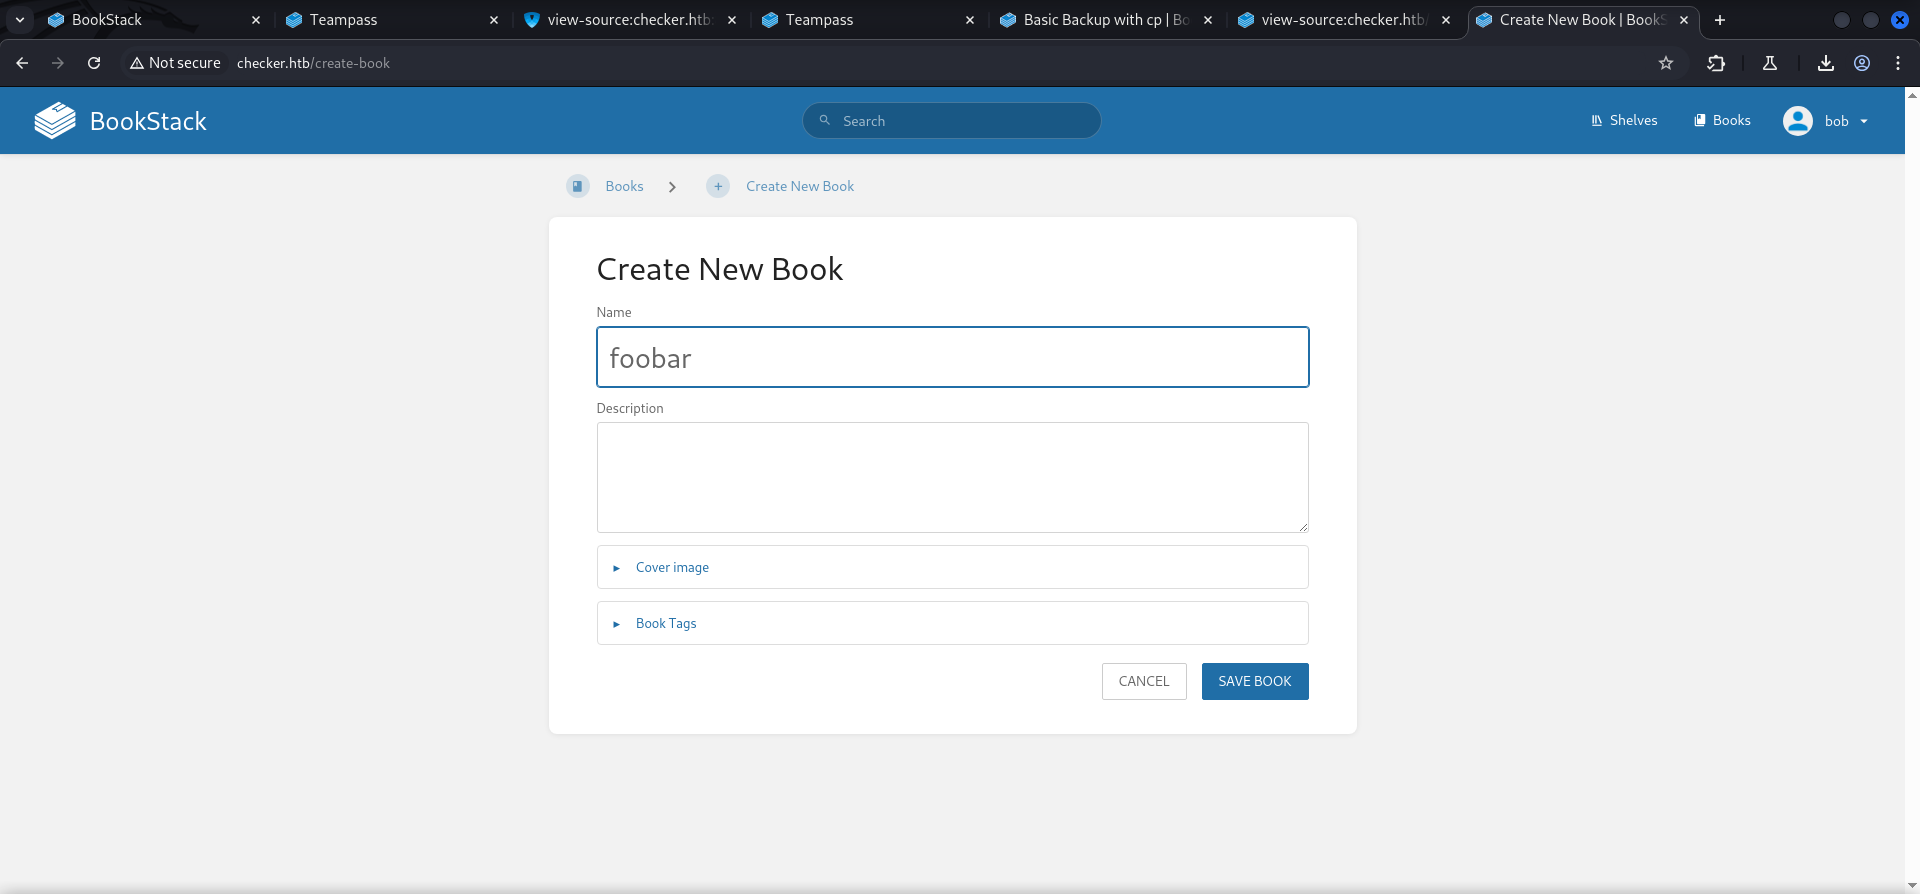 BookStack
Teampass
view-source:checker.htb
Teampass
Basic Backup with cp | Bo
view-source:checker.htb/
Create New Book | BookS
Not secure
checker.htb/create-book
BookStack
Search
Shelves
Books
bob
Books
Create New Book
Create New Book
Name
foobar
Description
Cover image
Book Tags
CANCEL
SAVE BOOK